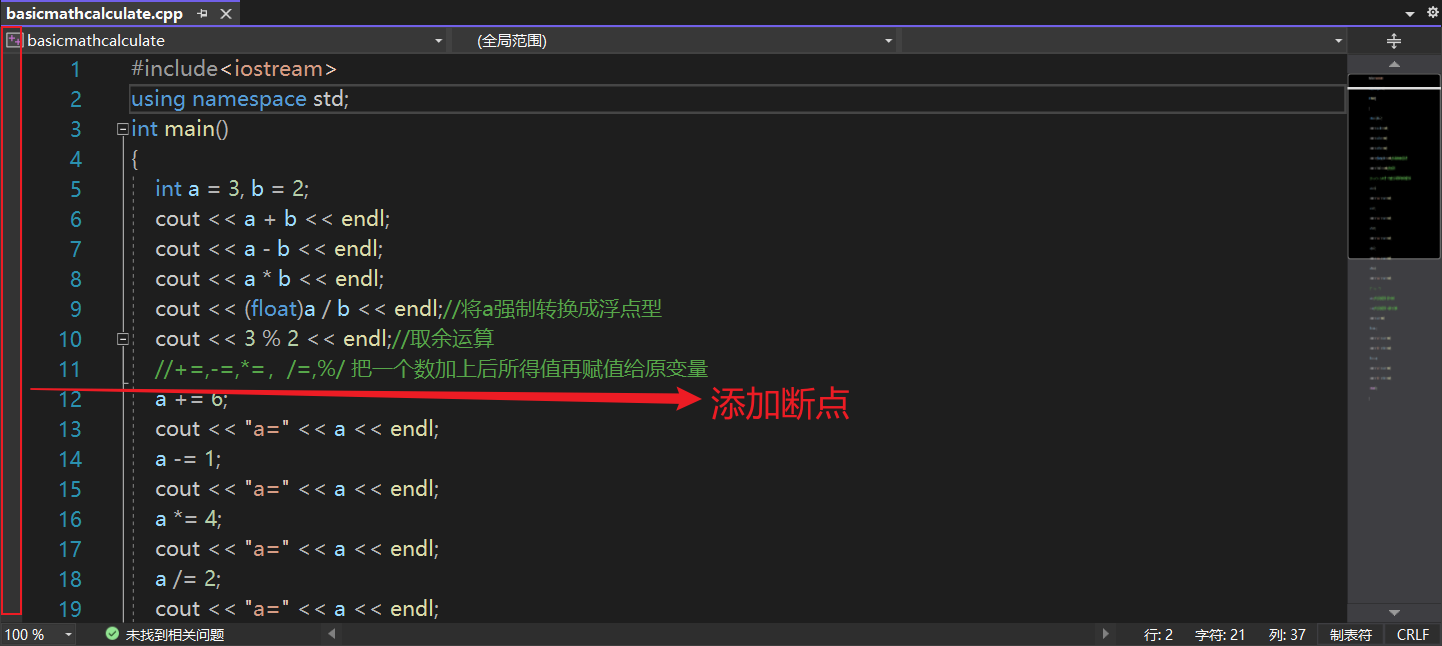 basicmathcalculate.cpp
basicmathcalculate (全局范围)
1 #include<iostream>
2 using namespace std;
3 int main()
4 {
5 int a = 3, b = 2;
6 cout << a + b << endl;
7 cout << a - b << endl;
8 cout << a * b << endl;
9 cout << (float)a / b << endl;//将a强制转换成浮点型
10 cout << 3 % 2 << endl;//取余运算
11 //+=,-=,*=，/=,%/ 把一个数加上后所得值再赋值给原变量
12 a += 6;
添加断点
13 cout << "a=" << a << endl;
14 a -= 1;
15 cout << "a=" << a << endl;
16 a *= 4;
17 cout << "a=" << a << endl;
18 a /= 2;
19 cout << "a=" << a << endl;
100 % 未找到相关问题 行: 2 字符: 21 列: 37 制表符 CRLF